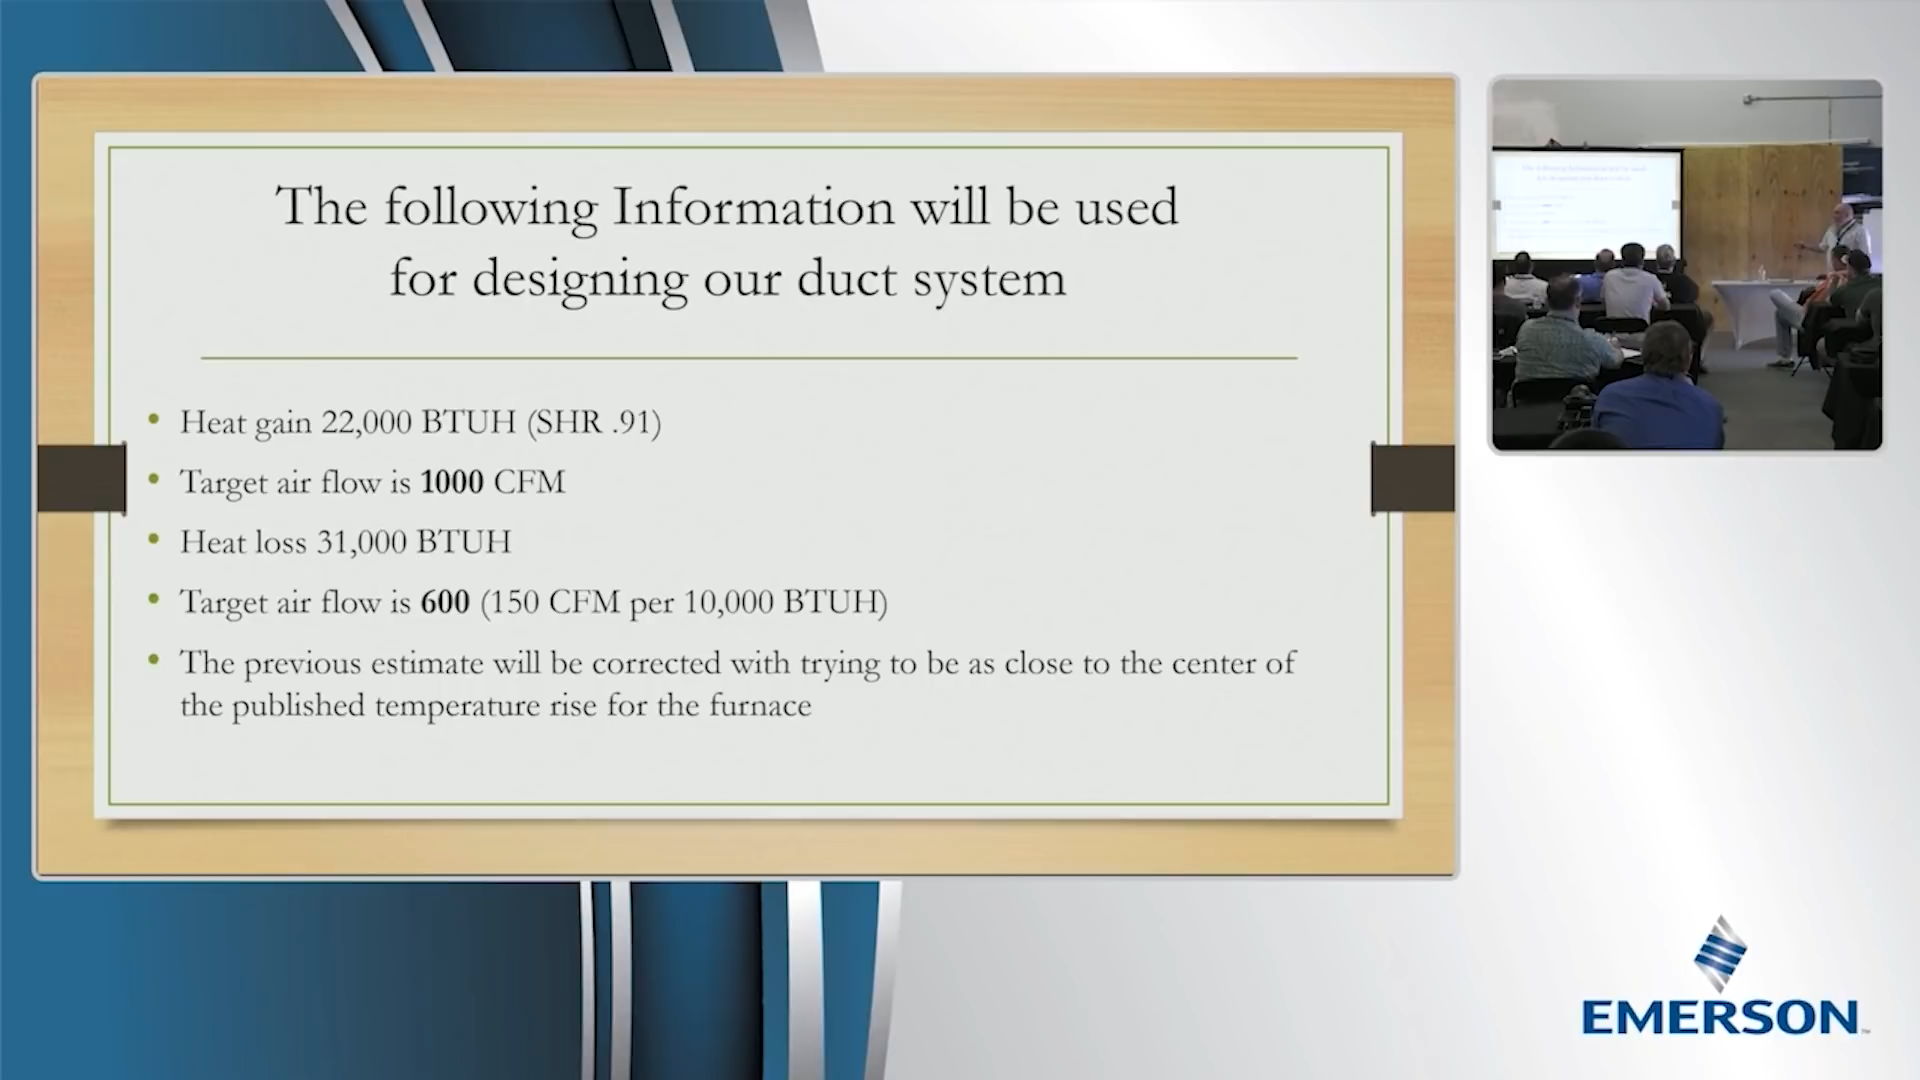 The following Information will be used
for designing our duct system
• Heat gain 22,000 BTUH (SHR .91)
• Target air flow is 1000 CFM
• Heat loss 31,000 BTUH
• Target air flow is 600 (150 CFM per 10,000 BTUH)
• The previous estimate will be corrected with trying to be as close to the center of
the published temperature rise for the furnace
EMERSON